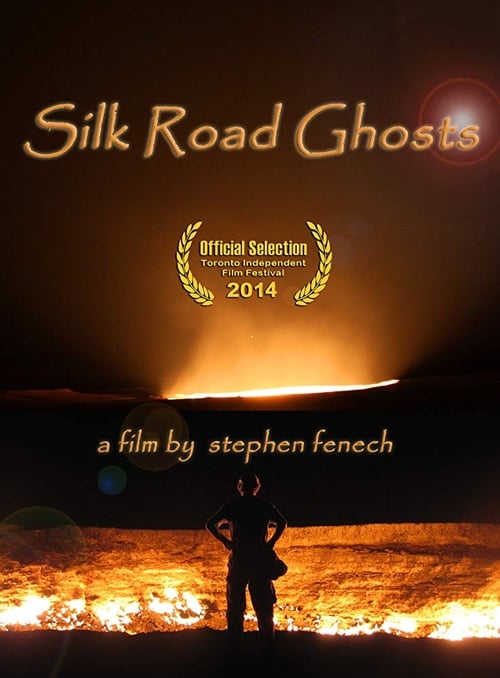 Silk Road Ghosts
Official Selection
Toronto Independent
Film Festival
2014
a film by stephen fenech